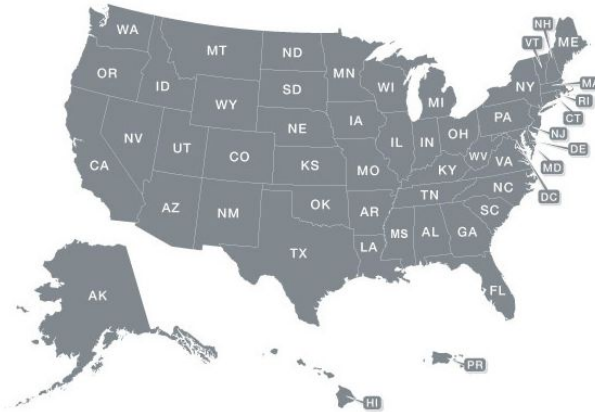 NH
WA
VT
ME
MT
ND
OR
MN
ID
SD
WI
NY
MA
WY
MI
RI
CT
IA
PA
NE
NJ
NV
OH
IL
IN
DE
UT
CO
WV
CA
KS
MO
KY
VA
MD
NC
DC
TN
OK
AZ
NM
AR
SC
MS
AL
GA
LA
TX
FL
AK
PR
HI